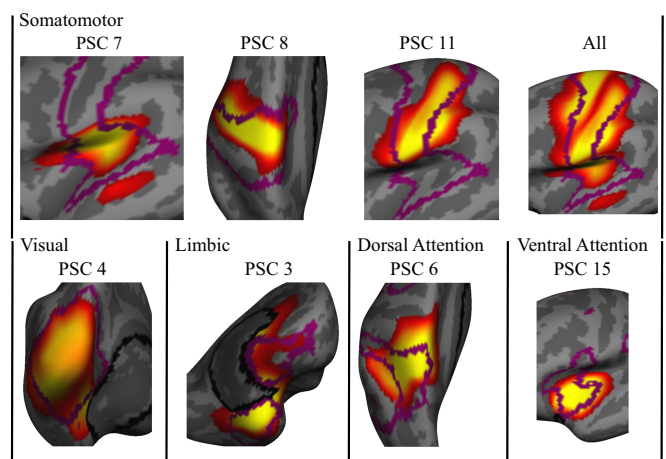 Somatomotor
PSC 7 PSC 8 PSC 11 All
Visual Limbic Dorsal Attention Ventral Attention
PSC 4 PSC 3 PSC 6 PSC 15